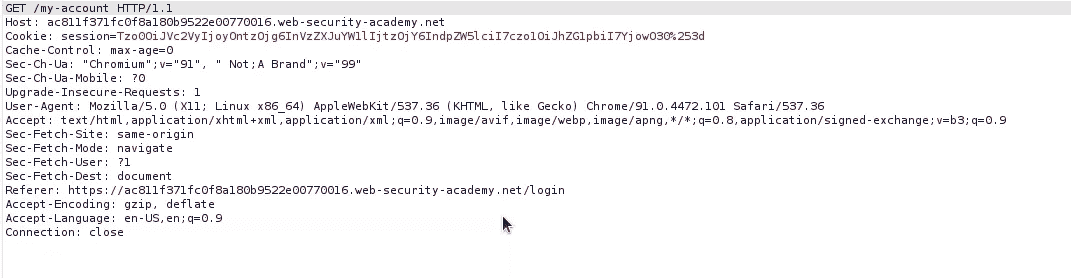 GET /my-account HTTP/1.1
Host: ac811f371fc0f8a180b9522e00770016.web-security-academy.net
Cookie: session=Tzo0OiJVc2VyIjoyOntzOjg6InVzZXJuYW1lIjtzOjY6IndpZW5lciI7czo1OiJhZG1pbiI7YjowO30%253d
Cache-Control: max-age=0
Sec-Ch-Ua: "Chromium";v="91", " Not;A Brand";v="99"
Sec-Ch-Ua-Mobile: ?0
Upgrade-Insecure-Requests: 1
User-Agent: Mozilla/5.0 (X11; Linux x86_64) AppleWebKit/537.36 (KHTML, like Gecko) Chrome/91.0.4472.101 Safari/537.36
Accept: text/html,application/xhtml+xml,application/xml;q=0.9,image/avif,image/webp,image/apng,*/*;q=0.8,application/signed-exchange;v=b3;q=0.9
Sec-Fetch-Site: same-origin
Sec-Fetch-Mode: navigate
Sec-Fetch-User: ?1
Sec-Fetch-Dest: document
Referer: https://ac811f371fc0f8a180b9522e00770016.web-security-academy.net/login
Accept-Encoding: gzip, deflate
Accept-Language: en-US,en;q=0.9
Connection: close